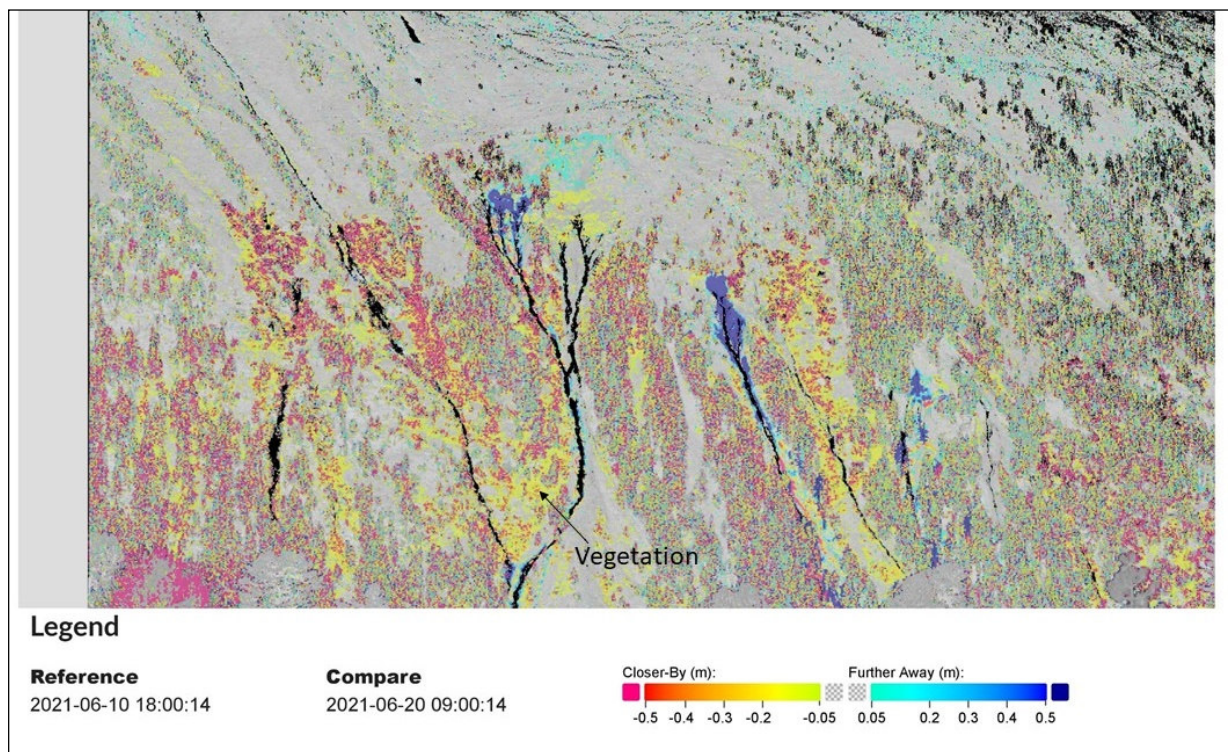 Vegetation
Legend
Reference
2021-06-10 18:00:14
Compare
2021-06-20 09:00:14
Closer-By (m):
-0.5 -0.4 -0.3 -0.2 -0.05
Further Away (m):
0.05 0.2 0.3 0.4 0.5